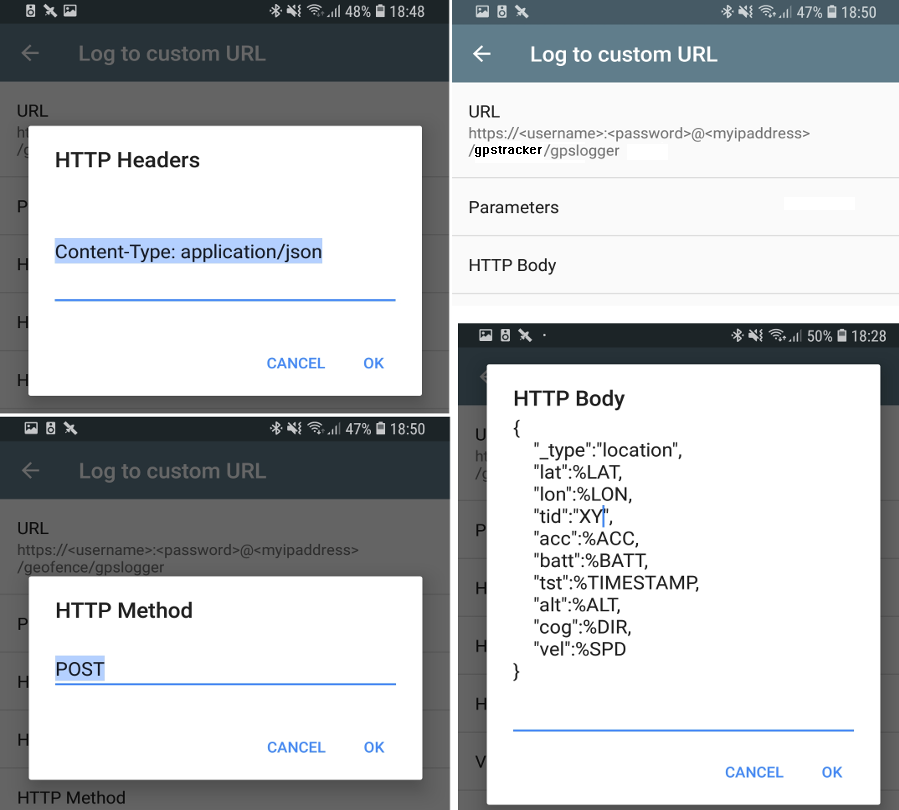 48% 18:48
Log to custom URL
URL
ht
/g
P
H
H
H
HTTP Headers
Content-Type: application/json
CANCEL OK
47% 18:50
Log to custom URL
URL
https://<username>:<password>@<myipaddress>
/gpstracker/gpslogger
Parameters
HTTP Body
47% 18:50
Log to custom URL
URL
https://<username>:<password>@<myipaddress>
/geofence/gpslogger
P
H
H
HTTP Method
HTTP Method
POST
CANCEL OK
50% 18:28
U
ht
/g
P
H
H
H
V
HTTP Body
{
"_type":"location",
"lat":%LAT,
"lon":%LON,
"tid":"XY",
"acc":%ACC,
"batt":%BATT,
"tst":%TIMESTAMP,
"alt":%ALT,
"cog":%DIR,
"vel":%SPD
}
CANCEL OK